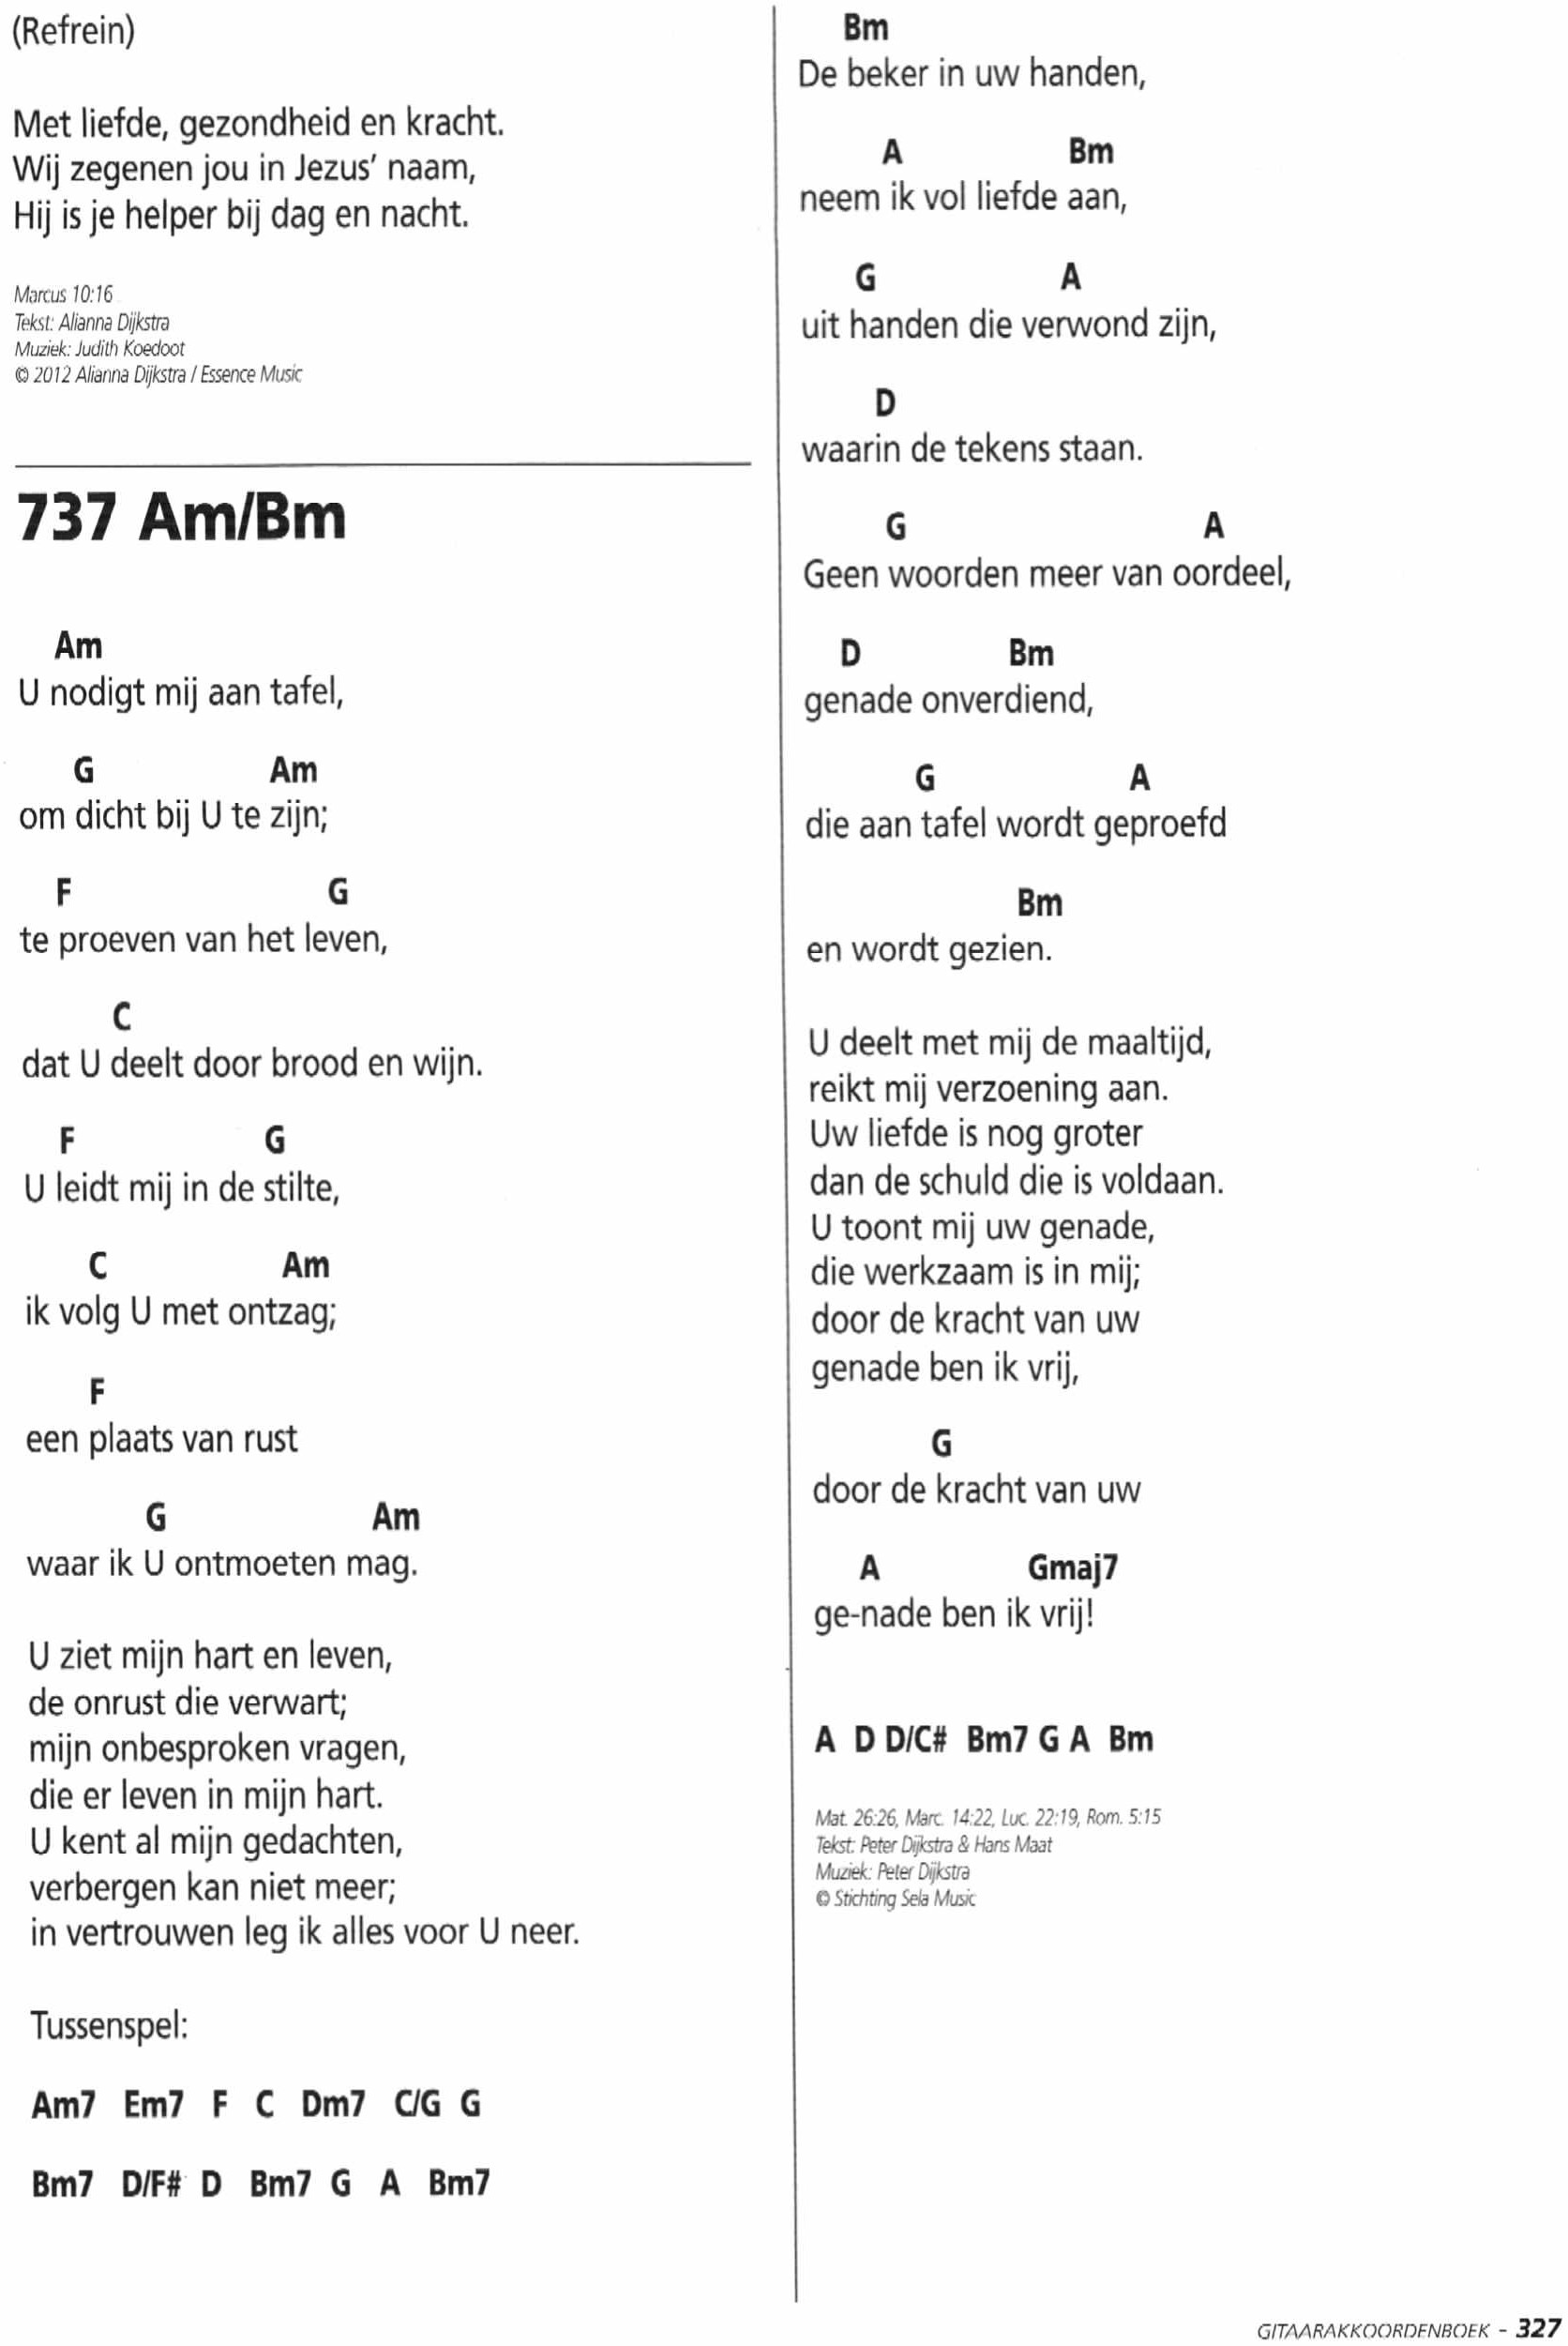 (Refrein)
Met liefde, gezondheid en kracht.
Wij zegenen jou in Jezus’ naam,
Hij is je helper bij dag en nacht.
Marcus 10:16
Tekst: Alianna Dijkstra
Muziek: Judith Koedoot
© 2012 Alianna Dijkstra / Essence Music
737 Am/Bm
Am
U nodigt mij aan tafel,
G Am
om dicht bij U te zijn;
F G
te proeven van het leven,
C
dat U deelt door brood en wijn.
F G
U leidt mij in de stilte,
C Am
ik volg U met ontzag;
F
een plaats van rust
G Am
waar ik U ontmoeten mag.
U ziet mijn hart en leven,
de onrust die verwart;
mijn onbesproken vragen,
die er leven in mijn hart.
U kent al mijn gedachten,
verbergen kan niet meer;
in vertrouwen leg ik alles voor U neer.
Tussenspel:
Am7 Em7 F C Dm7 C/G G
Bm7 D/F# D Bm7 G A Bm7
Bm
De beker in uw handen,
A Bm
neem ik vol liefde aan,
G A
uit handen die verwond zijn,
D
waarin de tekens staan.
G A
Geen woorden meer van oordeel,
D Bm
genade onverdiend,
G A
die aan tafel wordt geproefd
Bm
en wordt gezien.
U deelt met mij de maaltijd,
reikt mij verzoening aan.
Uw liefde is nog groter
dan de schuld die is voldaan.
U toont mij uw genade,
die werkzaam is in mij;
door de kracht van uw
genade ben ik vrij,
G
door de kracht van uw
A Gmaj7
ge-nade ben ik vrij!
A D D/C# Bm7 G A Bm
Mat. 26:26, Marc. 14:22, Luc. 22:19, Rom. 5:15
Tekst: Peter Dijkstra & Hans Maat
Muziek: Peter Dijkstra
© Stichting Sela Music
GITAARAKKOORDENBOEK - 327